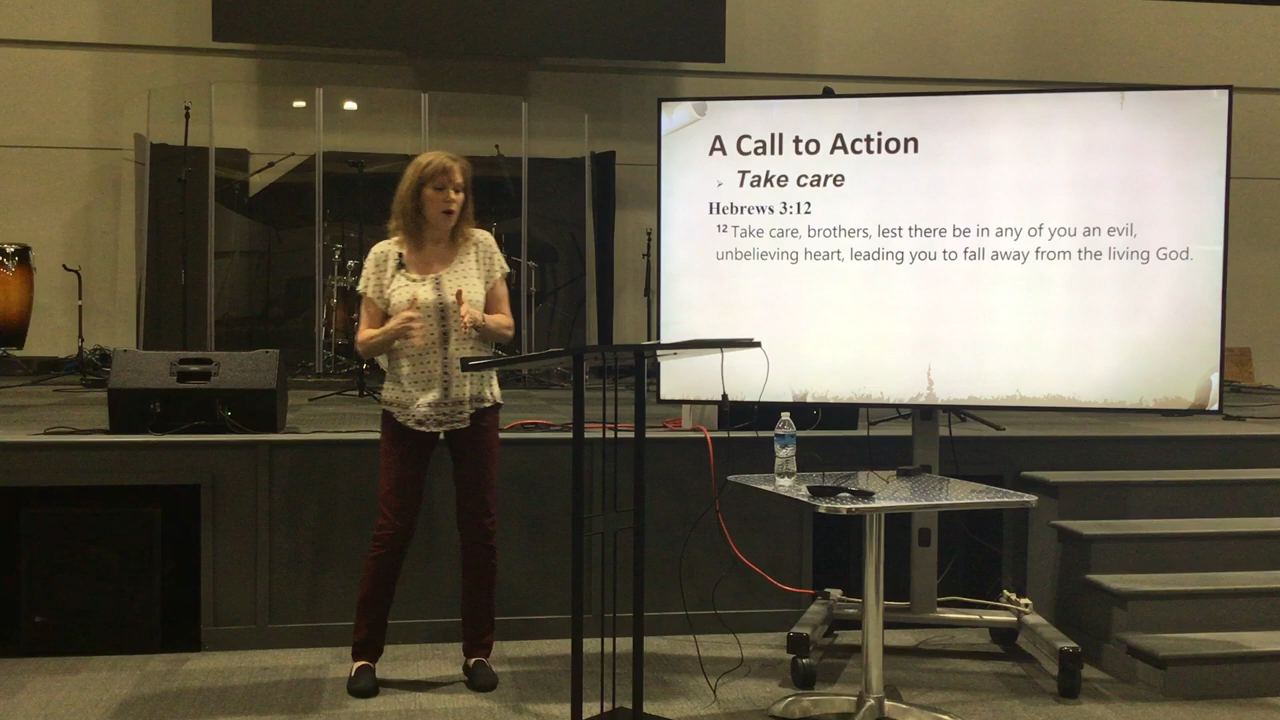 A Call to Action
➢ Take care
Hebrews 3:12
12 Take care, brothers, lest there be in any of you an evil,
unbelieving heart, leading you to fall away from the living God.